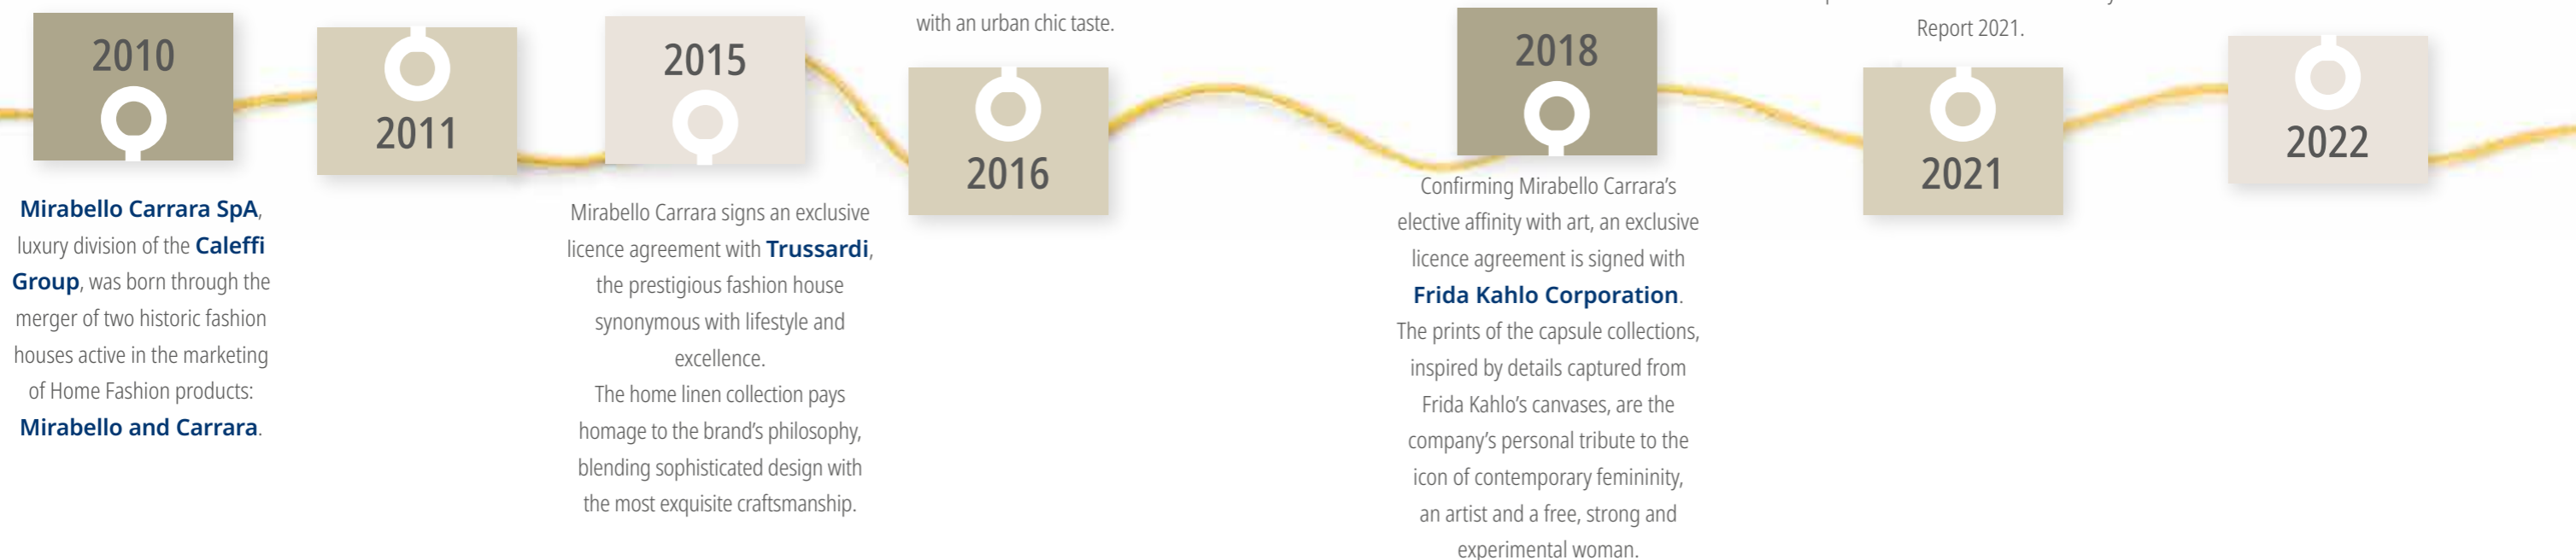 with an urban chic taste.
Report 2021.
2010
2011
2015
2016
2018
2021
2022
Mirabello Carrara SpA,
luxury division of the Caleffi
Group, was born through the
merger of two historic fashion
houses active in the marketing
of Home Fashion products:
Mirabello and Carrara.
Mirabello Carrara signs an exclusive
licence agreement with Trussardi,
the prestigious fashion house
synonymous with lifestyle and
excellence.
The home linen collection pays
homage to the brand’s philosophy,
blending sophisticated design with
the most exquisite craftsmanship.
Confirming Mirabello Carrara’s
elective affinity with art, an exclusive
licence agreement is signed with
Frida Kahlo Corporation.
The prints of the capsule collections,
inspired by details captured from
Frida Kahlo’s canvases, are the
company’s personal tribute to the
icon of contemporary femininity,
an artist and a free, strong and
experimental woman.